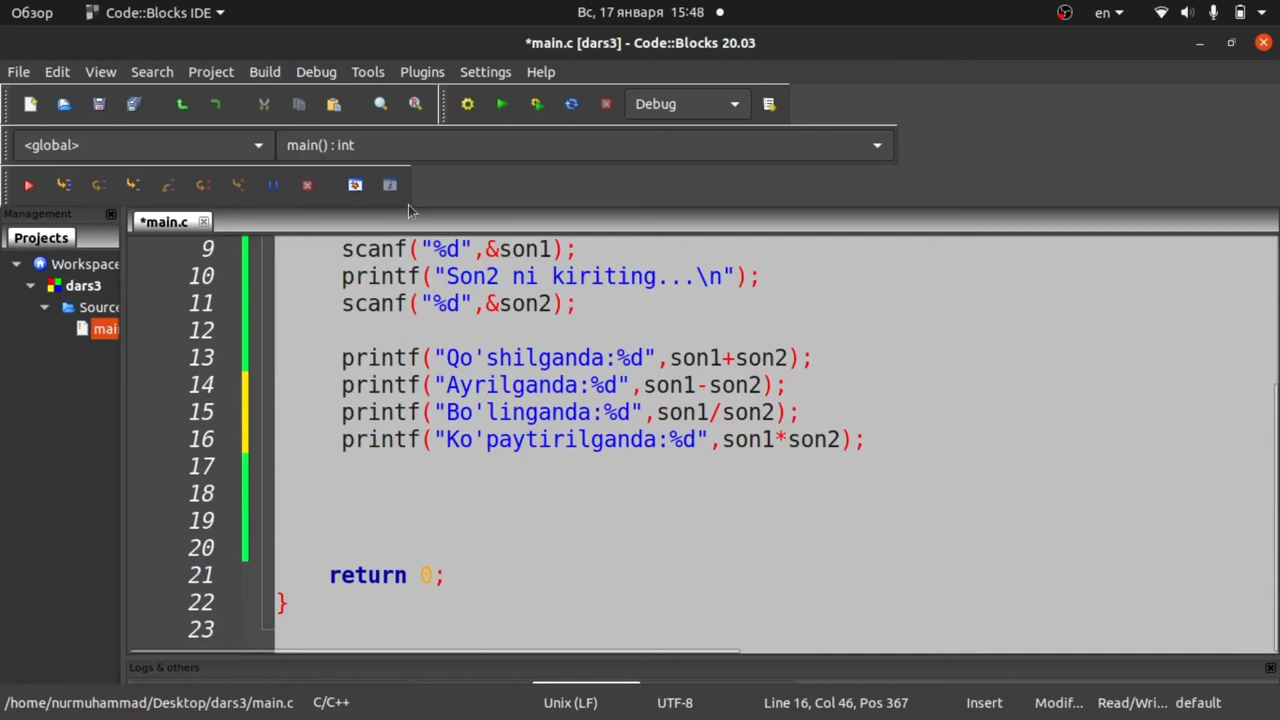 Обзор Code::Blocks IDE Вс, 17 января 15:48 en
*main.c [dars3] - Code::Blocks 20.03
File Edit View Search Project Build Debug Tools Plugins Settings Help
Debug
<global> main() : int
Management
*main.c
Projects
Workspace
dars3
Source
mai
9 scanf("%d",&son1);
10 printf("Son2 ni kiriting...\n");
11 scanf("%d",&son2);
12
13 printf("Qo'shilganda:%d",son1+son2);
14 printf("Ayrilganda:%d",son1-son2);
15 printf("Bo'linganda:%d",son1/son2);
16 printf("Ko'paytirilganda:%d",son1*son2);
17
18
19
20
21 return 0;
22 }
23
Logs & others
/home/nurmuhammad/Desktop/dars3/main.c C/C++ Unix (LF) UTF-8 Line 16, Col 46, Pos 367 Insert Modif... Read/Wri... default